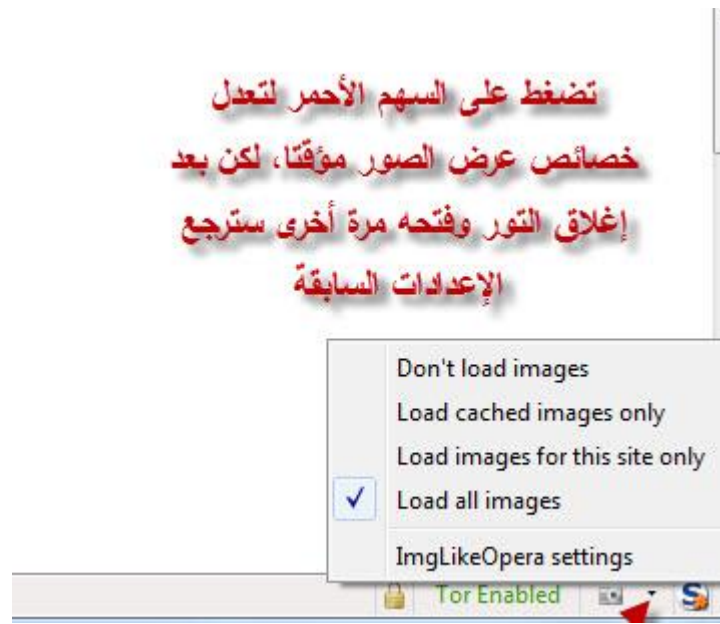 تضغط على السهم الأحمر لتعدل
خصائص عرض الصور مؤقتا، لكن بعد
إغلاق التور وفتحه مرة أخرى سترجع
الإعدادات السابقة
Don't load images
Load cached images only
Load images for this site only
Load all images
ImgLikeOpera settings
Tor Enabled